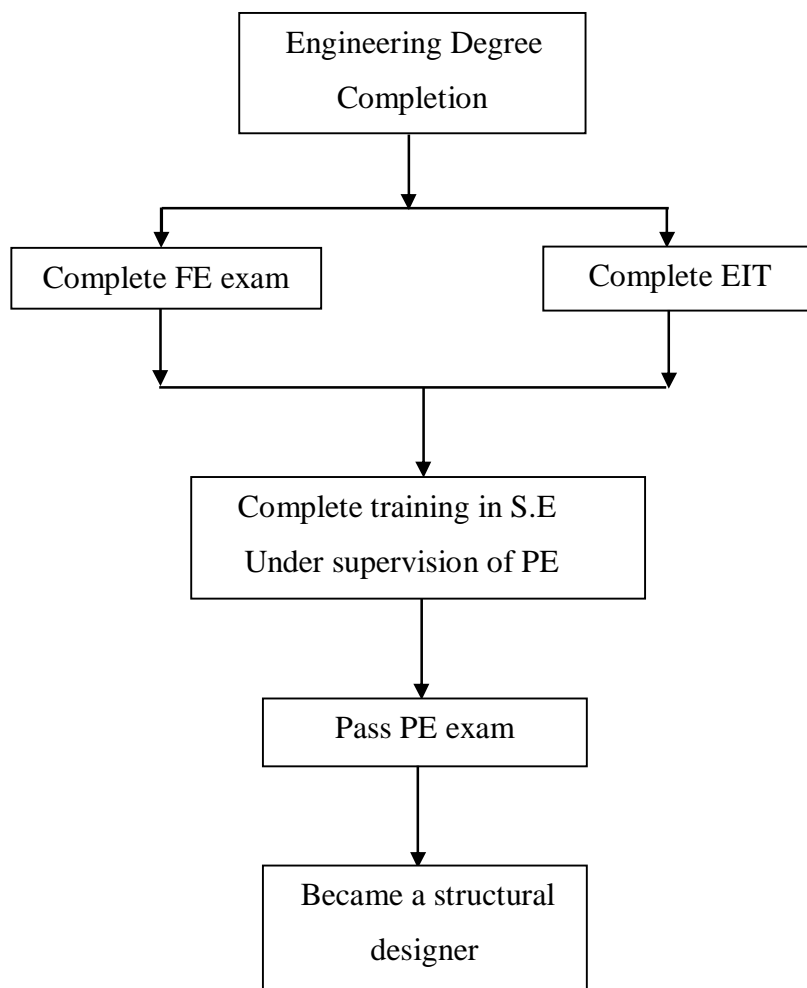 Engineering Degree
Completion
Complete FE exam
Complete EIT
Complete training in S.E
Under supervision of PE
Pass PE exam
Became a structural
designer